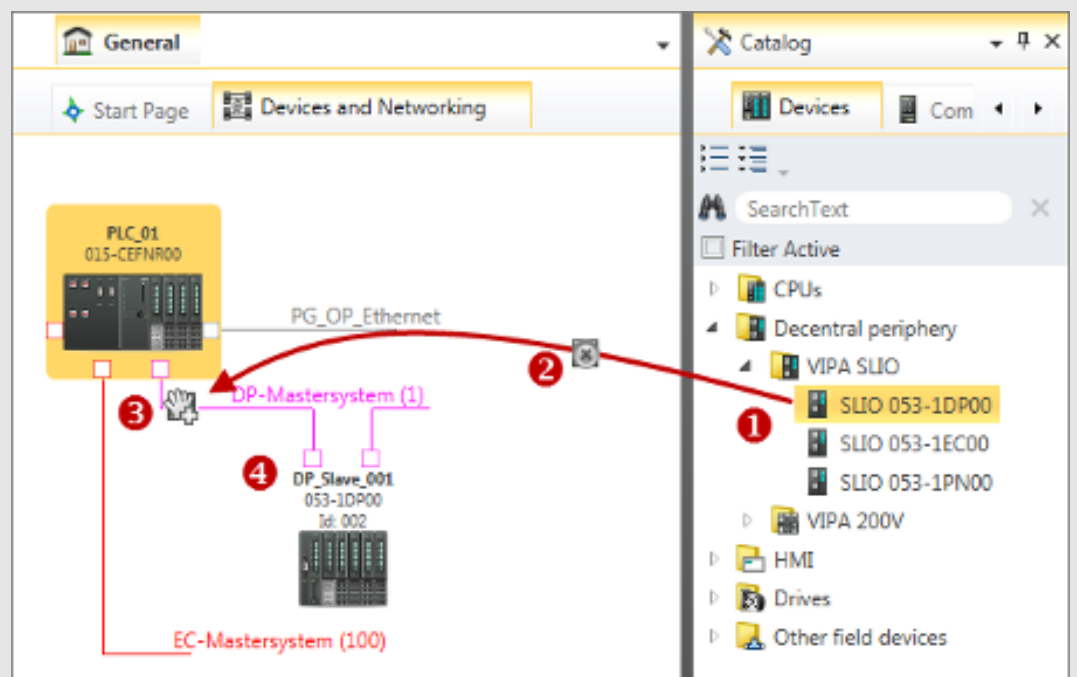 General
Start Page
Devices and Networking
PLC_01
015-CEFNR00
PG_OP_Ethernet
2
3
DP-Mastersystem (1)
4
DP_Slave_001
053-1DP00
Id: 002
EC-Mastersystem (100)
Catalog
Devices
Com
SearchText
Filter Active
CPUs
Decentral periphery
VIPA SLIO
1
SLIO 053-1DP00
SLIO 053-1EC00
SLIO 053-1PN00
VIPA 200V
HMI
Drives
Other field devices